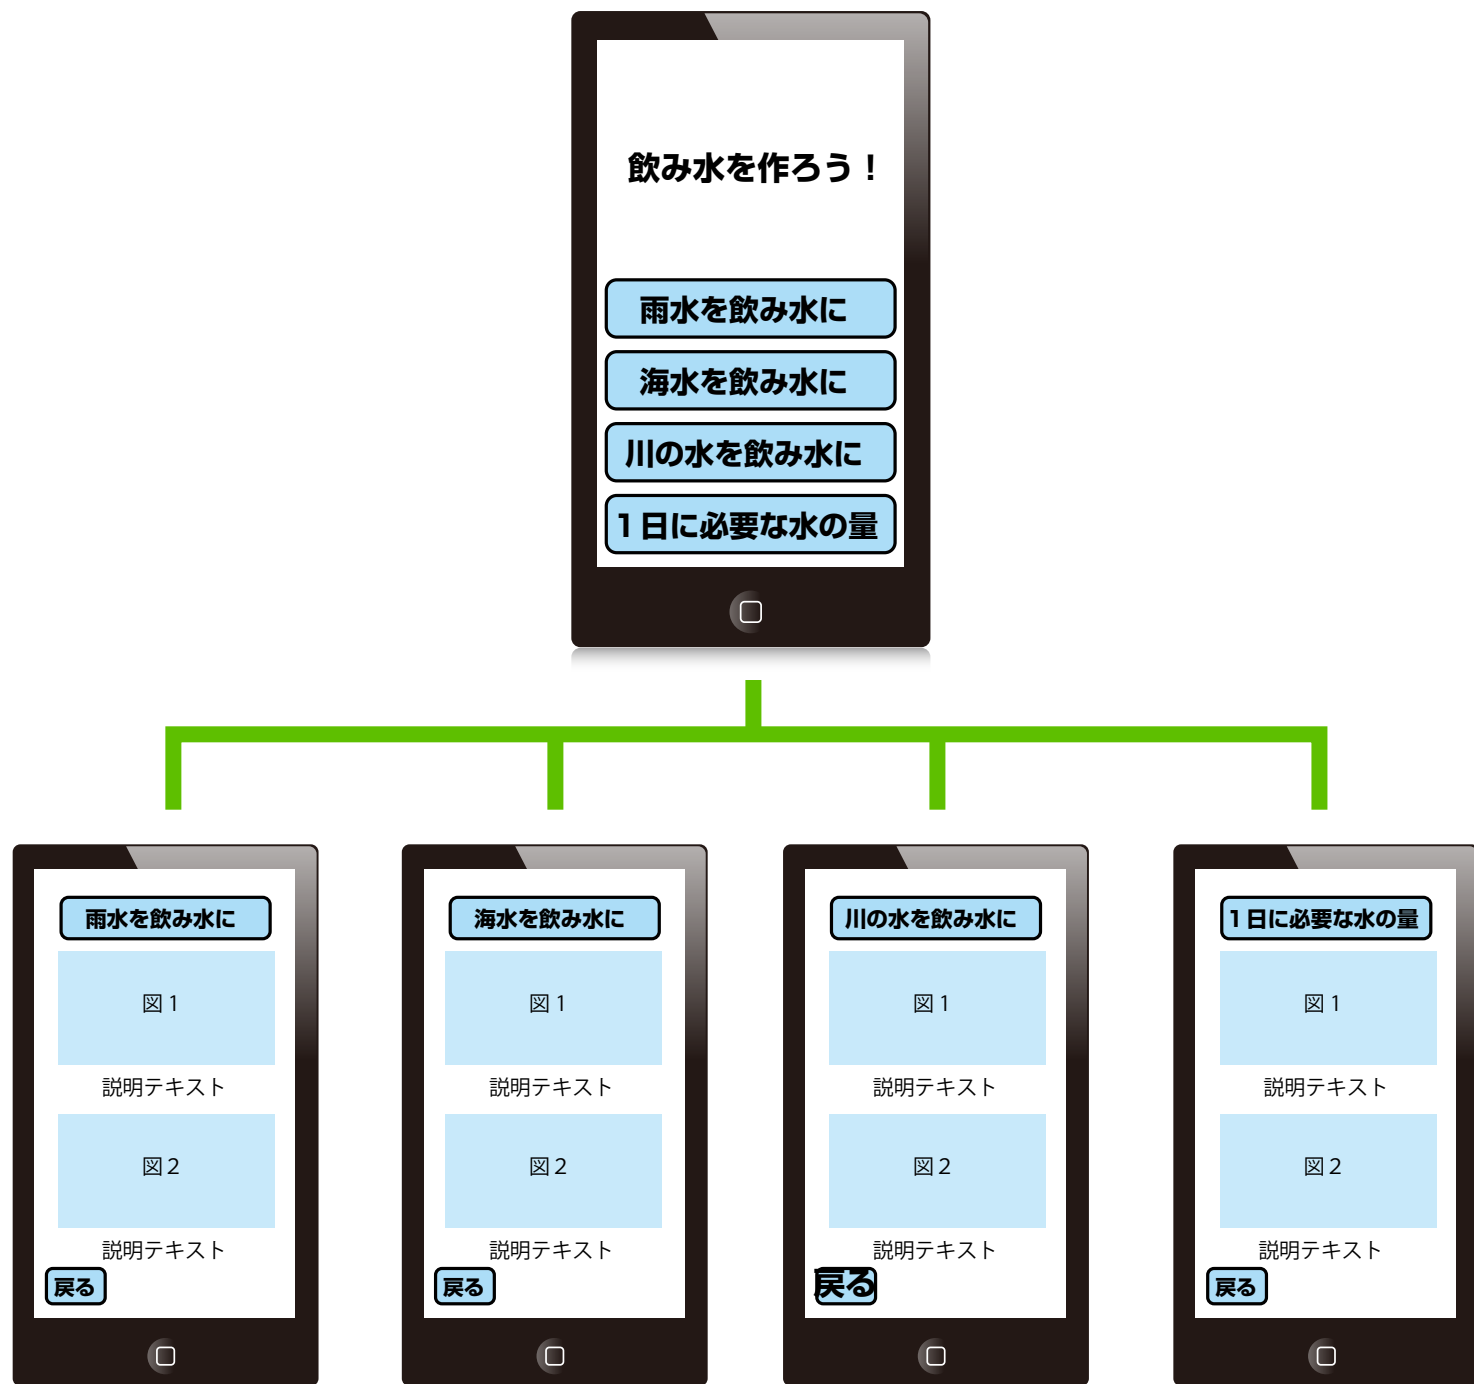 飲み水を作ろう！
雨水を飲み水に
海水を飲み水に
川の水を飲み水に
１日に必要な水の量
雨水を飲み水に
図１
説明テキスト
図２
説明テキスト
戻る
海水を飲み水に
図１
説明テキスト
図２
説明テキスト
戻る
川の水を飲み水に
図１
説明テキスト
図２
説明テキスト
戻る
１日に必要な水の量
図１
説明テキスト
図２
説明テキスト
戻る